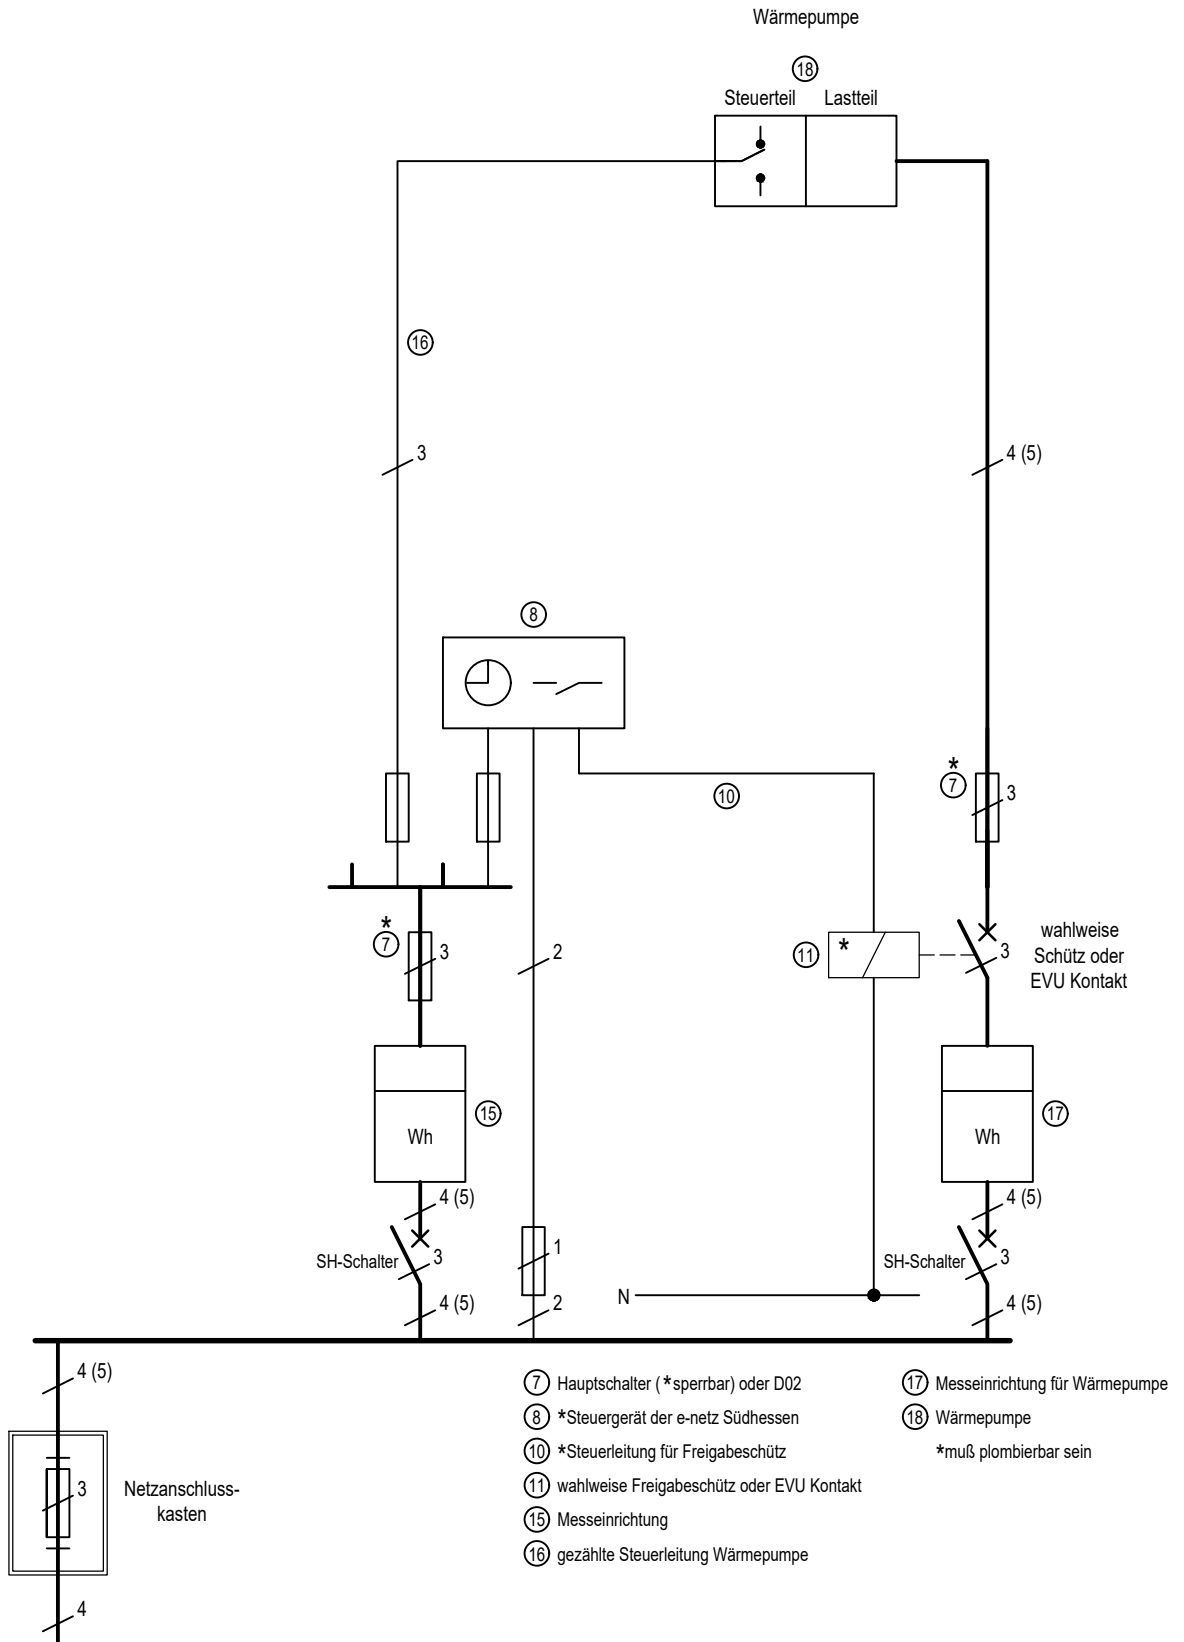 Wärmepumpe
18
Steuerteil Lastteil
16
3
4 (5)
8
10
*
7
3
*
7
3
2
11
*
3
wahlweise
Schütz oder
EVU Kontakt
15
17
Wh
Wh
4 (5)
4 (5)
SH-Schalter
3
1
SH-Schalter
3
4 (5)
2
N
4 (5)
4 (5)
3
Netzanschluss-
kasten
4
7 Hauptschalter (*sperrbar) oder D02
8 *Steuergerät der e-netz Südhessen
10 *Steuerleitung für Freigabeschütz
11 wahlweise Freigabeschütz oder EVU Kontakt
15 Messeinrichtung
16 gezählte Steuerleitung Wärmepumpe
17 Messeinrichtung für Wärmepumpe
18 Wärmepumpe
*muß plombierbar sein